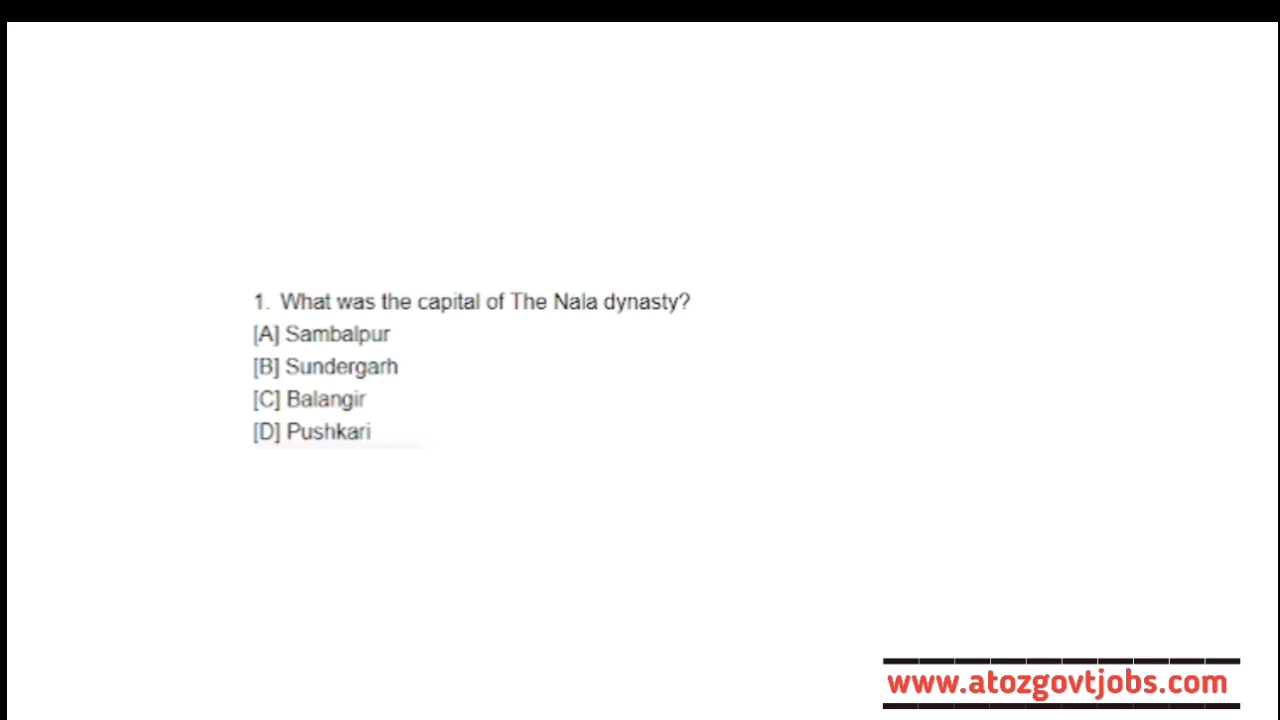 1. What was the capital of The Nala dynasty?
[A] Sambalpur
[B] Sundergarh
[C] Balangir
[D] Pushkari
www.atozgovtjobs.com